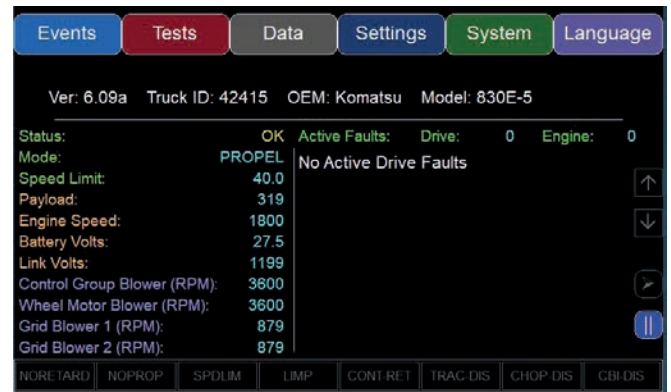 Events Tests Data Settings System Language
Ver: 6.09a Truck ID: 42415 OEM: Komatsu Model: 830E-5
Status: OK Active Faults: Drive: 0 Engine: 0
Mode: PROPEL No Active Drive Faults
Speed Limit: 40.0
Payload: 319
Engine Speed: 1800
Battery Volts: 27.5
Link Volts: 1199
Control Group Blower (RPM): 3600
Wheel Motor Blower (RPM): 3600
Grid Blower 1 (RPM): 879
Grid Blower 2 (RPM): 879
NORETARD NOPROP SPDLIM LIMP CONT-RET TRAC-DIS CHOP-DIS CBI-DIS